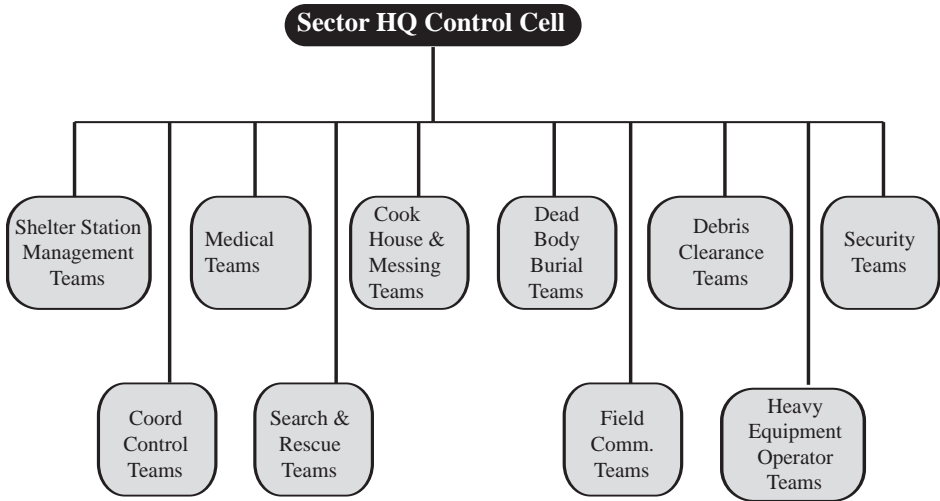 Sector HQ Control Cell
Shelter Station
Management
Teams
Medical
Teams
Cook
House &
Messing
Teams
Dead
Body
Burial
Teams
Debris
Clearance
Teams
Security
Teams
Coord
Control
Teams
Search &
Rescue
Teams
Field
Comm.
Teams
Heavy
Equipment
Operator
Teams